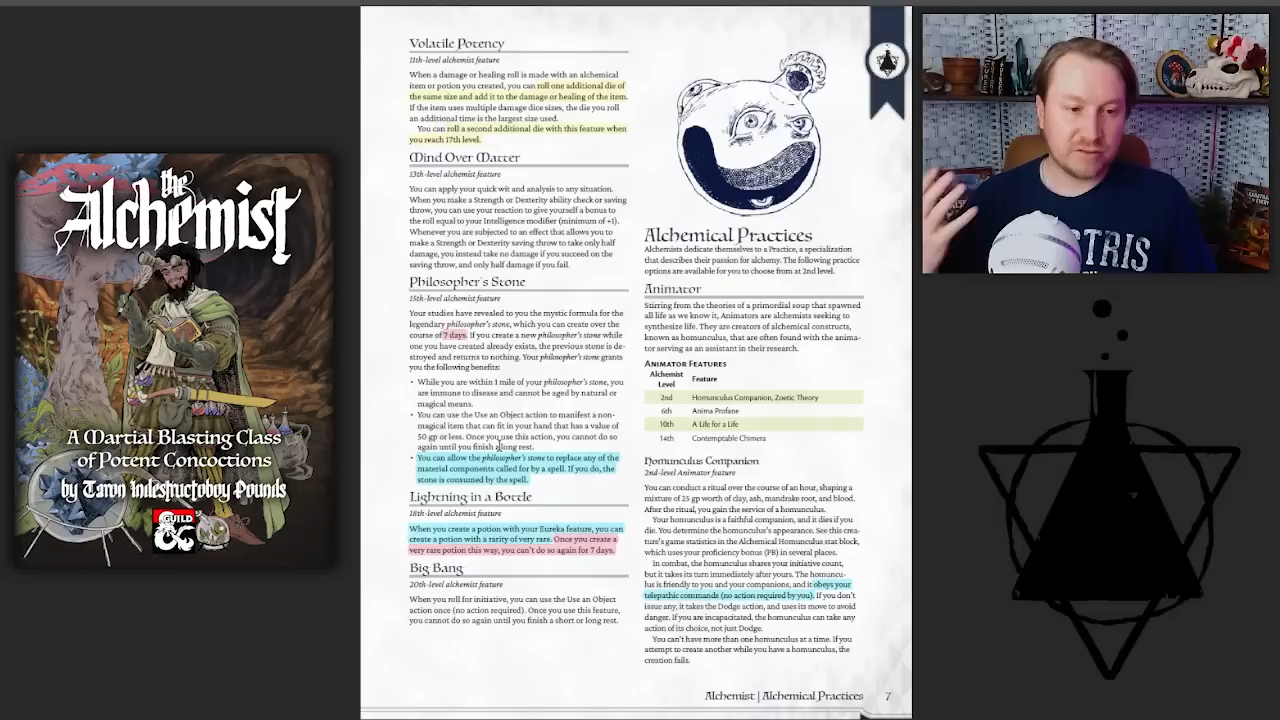 the
Alchemist
A Martial Blasting Class
of Potent Concoctions
by Taron Indestructoboy Pounds
GUILD
&
Volatile Potency
11th-level alchemist feature
When a damage or healing roll is made with an alchemical
item or potion you created, you can roll one additional die of
the same size and add it to the damage or healing of the item.
If the item uses multiple damage dice sizes, the die you roll
an additional time is the largest size used.
You can roll a second additional die with this feature when
you reach 17th level.
Mind Over Matter
13th-level alchemist feature
You can apply your quick wit and analysis to any situation.
When you make a Strength or Dexterity ability check or saving
throw, you can use your reaction to give yourself a bonus to
the roll equal to your Intelligence modifier (minimum of +1).
Whenever you are subjected to an effect that allows you to
make a Strength or Dexterity saving throw to take only half
damage, you instead take no damage if you succeed on the
saving throw, and only half damage if you fail.
Philosopher's Stone
15th-level alchemist feature
Your studies have revealed to you the mystic formula for the
legendary philosopher's stone, which you can create over the
course of 7 days. If you create a new philosopher's stone while
one you have created already exists, the previous stone is de-
stroyed and returns to nothing. Your philosopher's stone grants
you the following benefits:
• While you are within 1 mile of your philosopher's stone, you
are immune to disease and cannot be aged by natural or
magical means.
• You can use the Use an Object action to manifest a non-
magical item that can fit in your hand that has a value of
50 gp or less. Once you use this action, you cannot do so
again until you finish a long rest.
• You can allow the philosopher's stone to replace any of the
material components called for by a spell. If you do, the
stone is consumed by the spell.
Lightning in a Bottle
18th-level alchemist feature
When you create a potion with your Eureka feature, you can
create a potion with a rarity of very rare. Once you create a
very rare potion this way, you can't do so again for 7 days.
Big Bang
20th-level alchemist feature
When you roll for initiative, you can use the Use an Object
action once (no action required). Once you use this feature,
you cannot do so again until you finish a short or long rest.
Alchemical Practices
Alchemists dedicate themselves to a Practice, a specialization
that describes their passion for alchemy. The following practice
options are available for you to choose from at 2nd level.
Animator
Stirring from the theories of a primordial soup that spawned
all life as we know it, Animators are alchemists seeking to
synthesize life. They are creators of alchemical constructs,
known as homunculus, that are often found with the anima-
tor serving as an assistant in their research.
Animator Features
Alchemist
Level Feature
2nd Homunculus Companion, Zoetic Theory
6th Anima Profane
10th A Life for a Life
14th Contemptable Chimera
Homunculus Companion
2nd-level Animator feature
You can conduct a ritual over the course of an hour, shaping a
mixture of 25 gp worth of clay, ash, mandrake root, and blood.
After the ritual, you gain the service of a homunculus.
Your homunculus is a faithful companion, and it dies if you
die. You determine the homunculus's appearance. See this crea-
ture's game statistics in the Alchemical Homunculus stat block,
which uses your proficiency bonus (PB) in several places.
In combat, the homunculus shares your initiative count,
but it takes its turn immediately after yours. The homuncu-
lus is friendly to you and your companions, and it obeys your
telepathic commands (no action required by you). If you don't
issue any, it takes the Dodge action, and uses its move to avoid
danger. If you are incapacitated, the homunculus can take any
action of its choice, not just Dodge.
You can't have more than one homunculus at a time. If you
attempt to create another while you have a homunculus, the
creation fails.
Alchemist | Alchemical Practices 7
STRIS